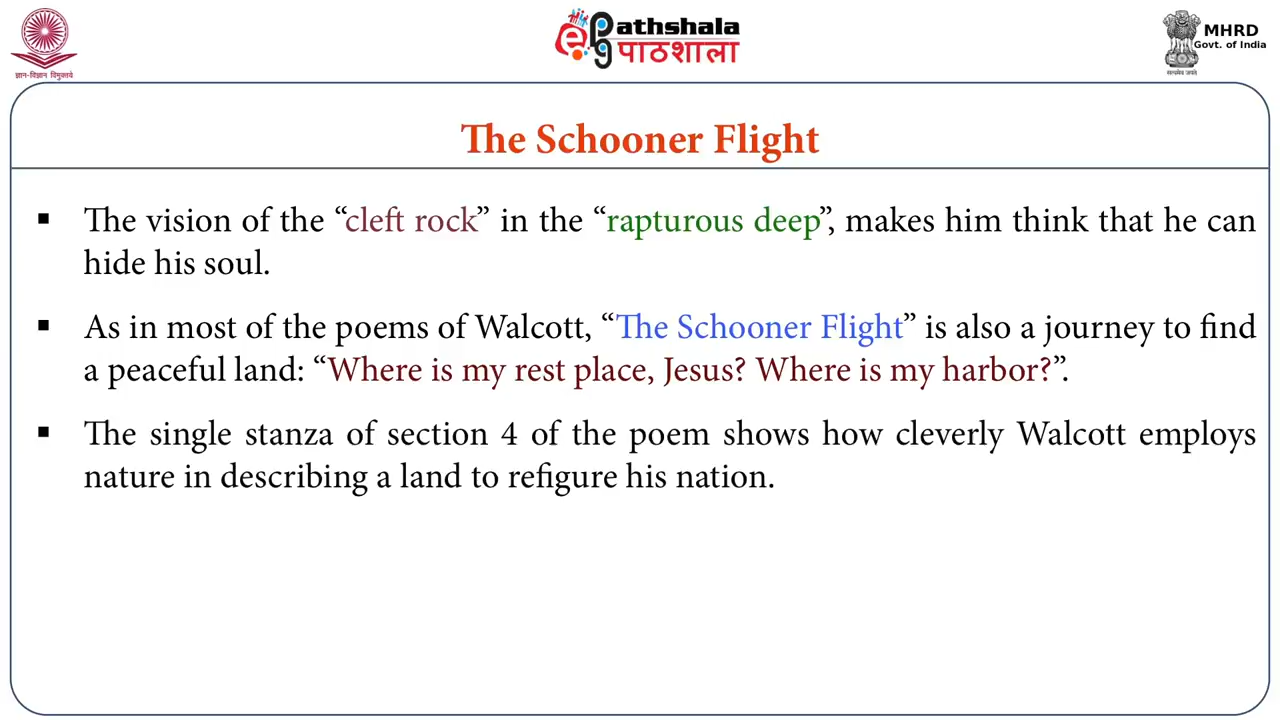 ज्ञान-विज्ञान विमुक्तये
ePathshala
पाठशाला
MHRD
Govt. of India
सत्यमेव जयते
The Schooner Flight
▪ The vision of the “cleft rock” in the “rapturous deep”, makes him think that he can
hide his soul.
▪ As in most of the poems of Walcott, “The Schooner Flight” is also a journey to find
a peaceful land: “Where is my rest place, Jesus? Where is my harbor?”.
▪ The single stanza of section 4 of the poem shows how cleverly Walcott employs
nature in describing a land to refigure his nation.